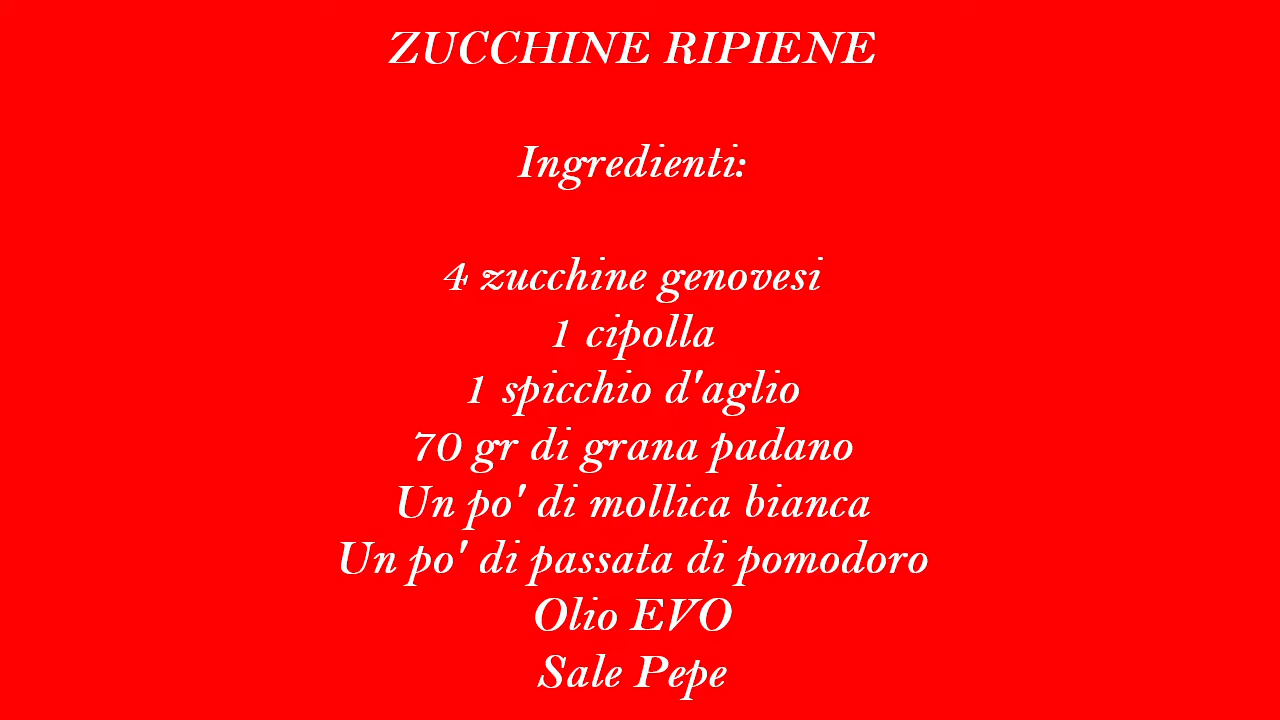 ZUCCHINE RIPIENE
Ingredienti:
4 zucchine genovesi
1 cipolla
1 spicchio d'aglio
70 gr di grana padano
Un po' di mollica bianca
Un po' di passata di pomodoro
Olio EVO
Sale Pepe